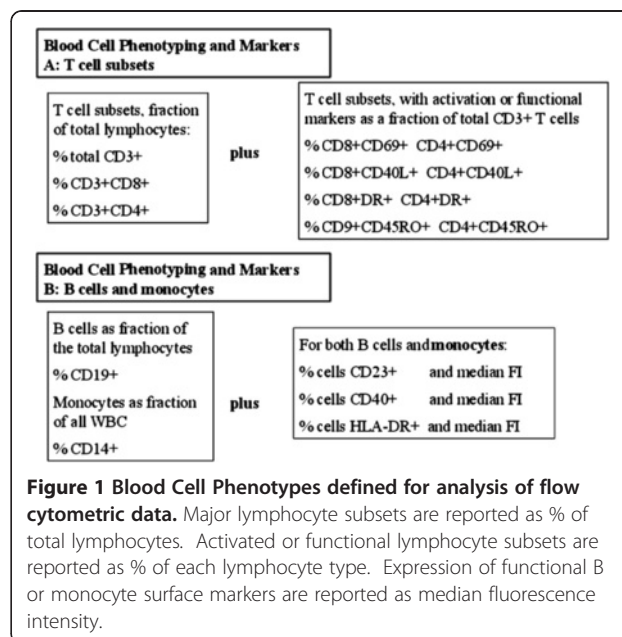 Blood Cell Phenotyping and Markers
A: T cell subsets
T cell subsets, fraction
of total lymphocytes:
% total CD3+
% CD3+CD8+
% CD3+CD4+
plus
T cell subsets, with activation or functional
markers as a fraction of total CD3+ T cells
% CD8+CD69+ CD4+CD69+
% CD8+CD40L+ CD4+CD40L+
% CD8+DR+ CD4+DR+
% CD9+CD45RO+ CD4+CD45RO+
Blood Cell Phenotyping and Markers
B: B cells and monocytes
B cells as fraction of
the total lymphocytes
% CD19+
Monocytes as fraction
of all WBC
% CD14+
plus
For both B cells and monocytes:
% cells CD23+ and median FI
% cells CD40+ and median FI
% cells HLA-DR+ and median FI
Figure 1 Blood Cell Phenotypes defined for analysis of flow
cytometric data. Major lymphocyte subsets are reported as % of
total lymphocytes. Activated or functional lymphocyte subsets are
reported as % of each lymphocyte type. Expression of functional B
or monocyte surface markers are reported as median fluorescence
intensity.